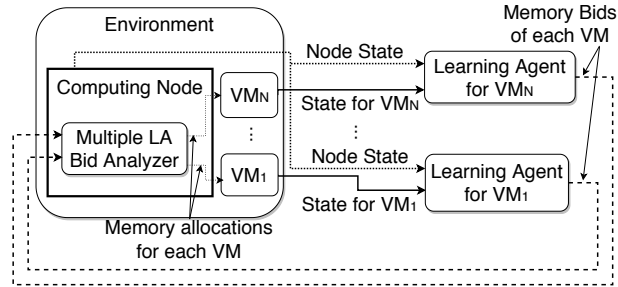 Environment
Computing Node
Multiple LA
Bid Analyzer
VMN
⋮
VM1
Memory allocations
for each VM
Node State
State for VMN
⋮
Node State
State for VM1
Learning Agent
for VMN
Learning Agent
for VM1
Memory Bids
of each VM